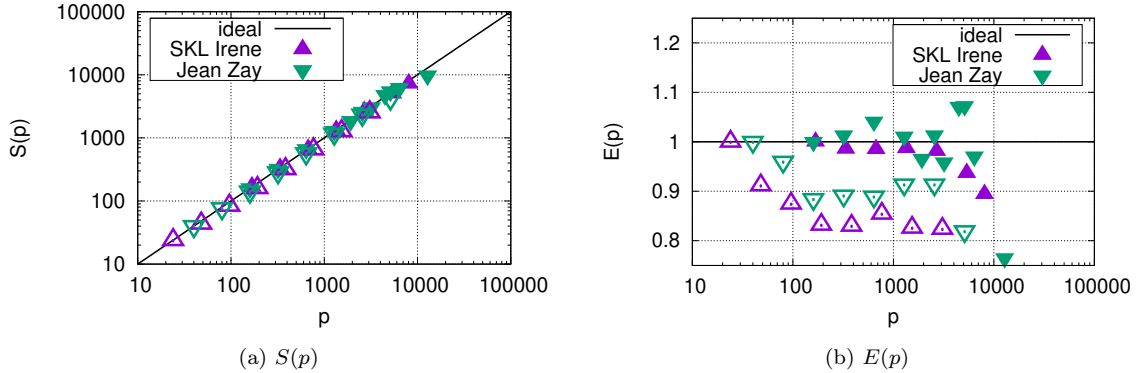 ideal
SKL Irene
Jean Zay
100000
10000
1000
100
10
S(p)
10 100 1000 10000 100000
p
(a) S(p)
ideal
SKL Irene
Jean Zay
1.2
1.1
1
0.9
0.8
E(p)
10 100 1000 10000 100000
p
(b) E(p)